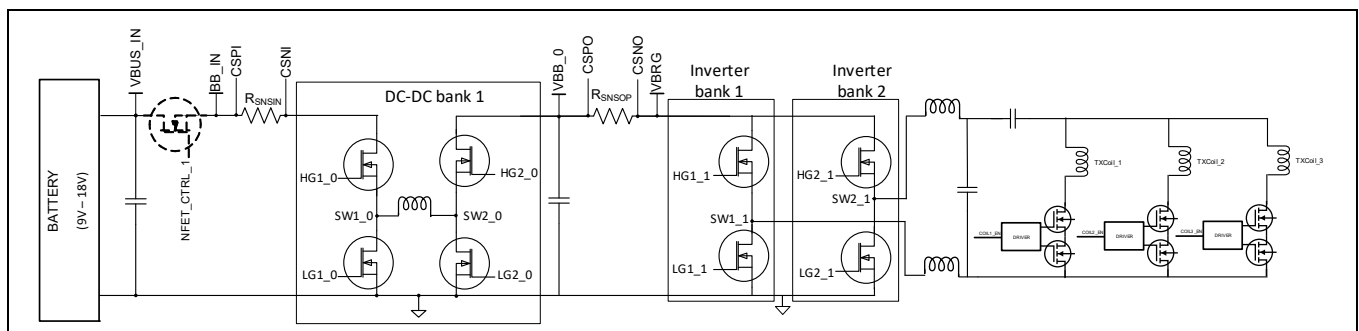 BATTERY
(9V – 18V)
VBUS_IN
NFET_CTRL_1
BB_IN
CSPI
RSNSIN
CSNI
DC-DC bank 1
HG1_0
HG2_0
SW1_0
SW2_0
LG1_0
LG2_0
VBB_0
CSPO
RSNSOP
CSNO
VBRG
Inverter
bank 1
HG1_1
SW1_1
LG1_1
Inverter
bank 2
HG2_1
SW2_1
LG2_1
TXCoil_1
TXCoil_2
TXCoil_3
COIL1_EN
DRIVER
COIL2_EN
DRIVER
COIL3_EN
DRIVER